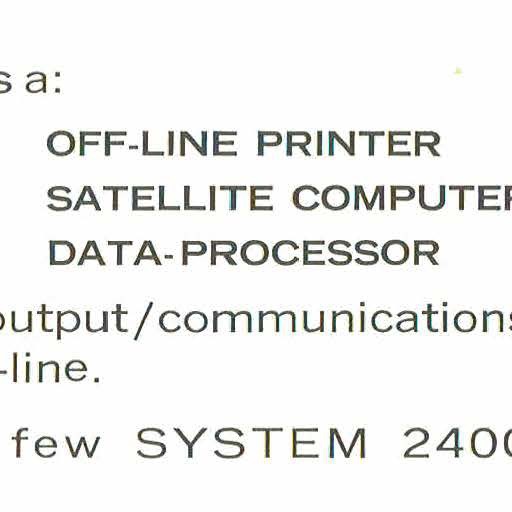 s a:
OFF-LINE PRINTER
SATELLITE COMPUTER
DATA-PROCESSOR
output/communications
-line.
few SYSTEM 2400